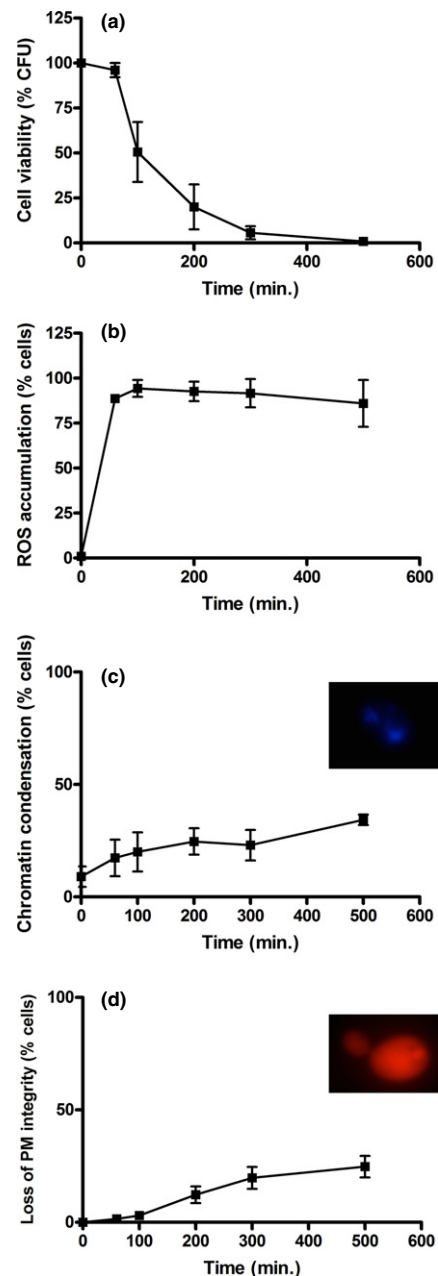 (a)
Cell viability (% CFU)
125
100
75
50
25
0
0 200 400 600
Time (min.)
(b)
ROS accumulation (% cells)
125
100
75
50
25
0
0 200 400 600
Time (min.)
(c)
Chromatin condensation (% cells)
100
50
0
0 100 200 300 400 500 600
Time (min.)
(d)
Loss of PM integrity (% cells)
100
50
0
0 100 200 300 400 500 600
Time (min.)